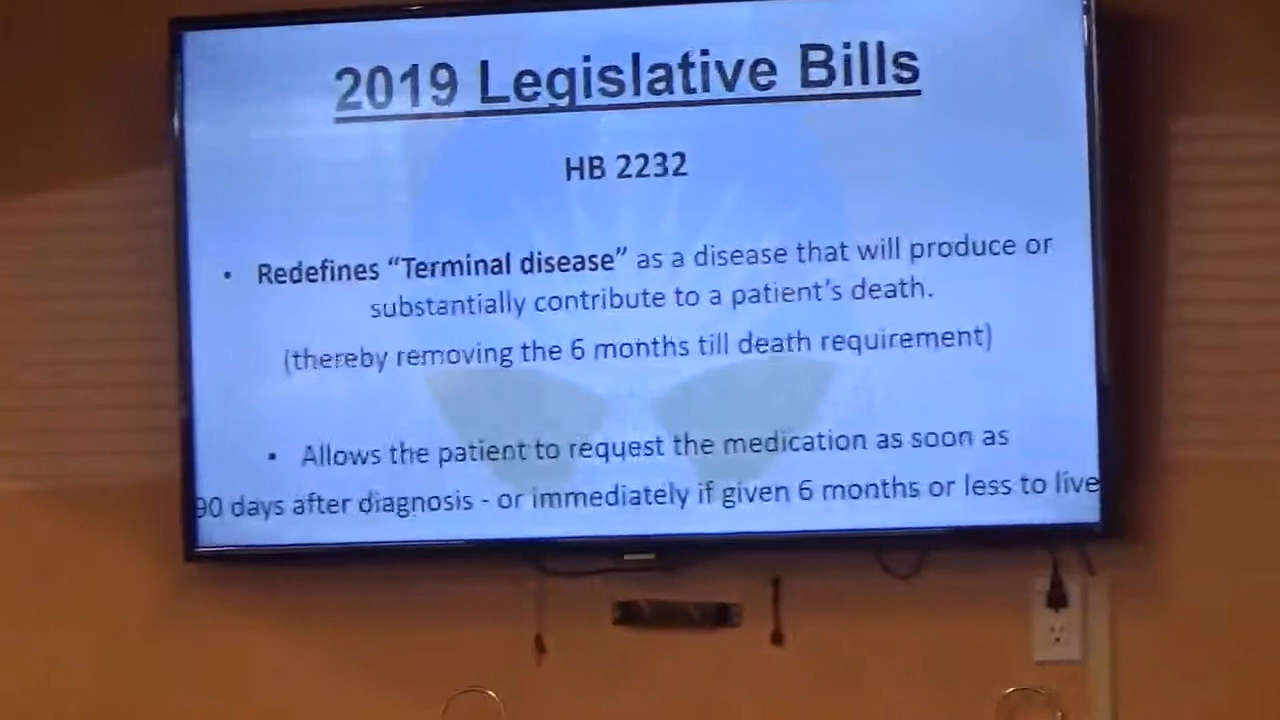 2019 Legislative Bills
HB 2232
• Redefines “Terminal disease” as a disease that will produce or
substantially contribute to a patient’s death.
(thereby removing the 6 months till death requirement)
• Allows the patient to request the medication as soon as
90 days after diagnosis - or immediately if given 6 months or less to live